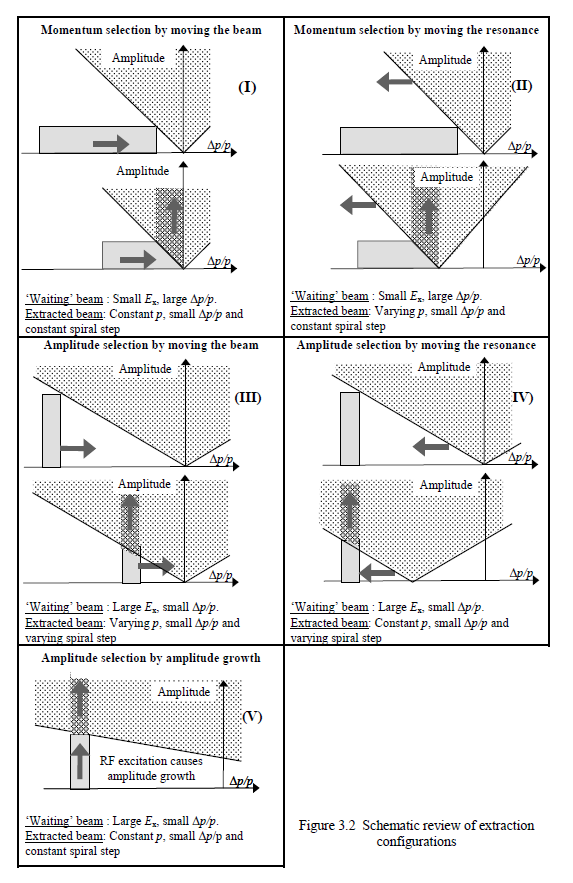 Momentum selection by moving the beam
Amplitude
(I)
Δp/p
Amplitude
Δp/p
‘Waiting’ beam : Small Ex, large Δp/p.
Extracted beam: Constant p, small Δp/p and
constant spiral step
Momentum selection by moving the resonance
Amplitude
(II)
Δp/p
Amplitude
Δp/p
‘Waiting’ beam : Small Ex, large Δp/p.
Extracted beam: Varying p, small Δp/p and
constant spiral step
Amplitude selection by moving the beam
Amplitude
(III)
Δp/p
Amplitude
Δp/p
‘Waiting’ beam : Large Ex, small Δp/p.
Extracted beam: Varying p, small Δp/p and
varying spiral step
Amplitude selection by moving the resonance
Amplitude
IV)
Δp/p
Amplitude
Δp/p
‘Waiting’ beam : Large Ex, small Δp/p.
Extracted beam: Constant p, small Δp/p and
varying spiral step
Amplitude selection by amplitude growth
Amplitude
(V)
RF excitation causes
amplitude growth
Δp/p
‘Waiting’ beam : Large Ex, small Δp/p.
Extracted beam: Constant p, small Δp/p and
constant spiral step
Figure 3.2 Schematic review of extraction
configurations